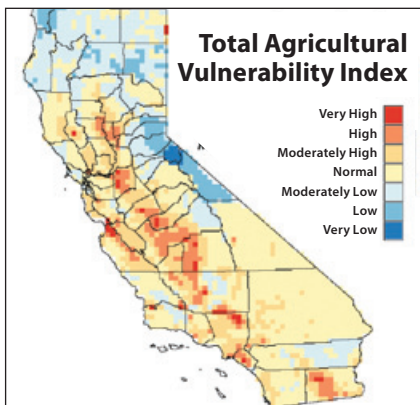 Total Agricultural
Vulnerability Index
Very High
High
Moderately High
Normal
Moderately Low
Low
Very Low